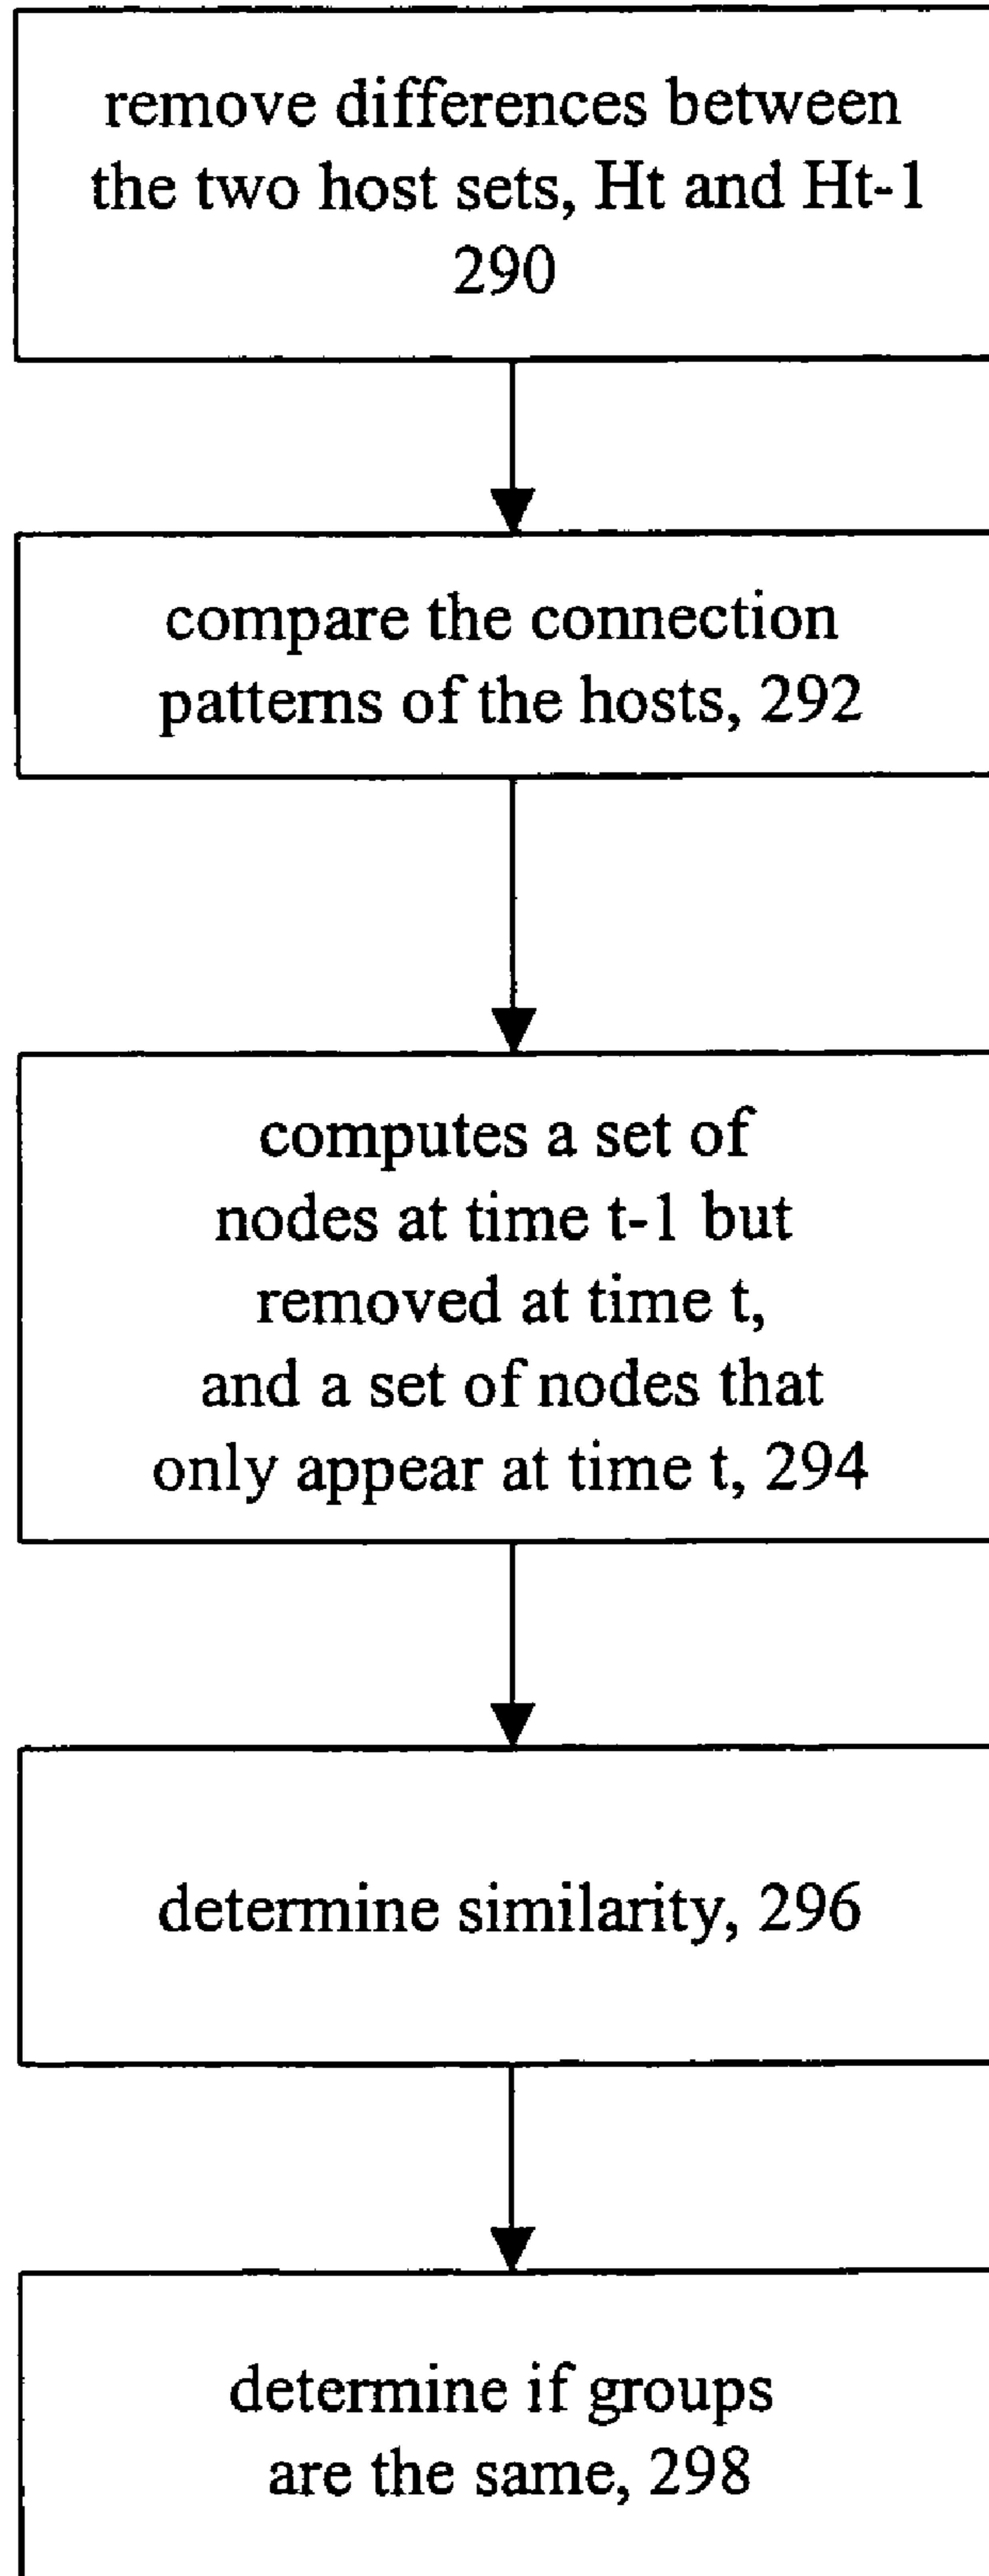 remove differences between
the two host sets, Ht and Ht-1
290
compare the connection
patterns of the hosts, 292
computes a set of
nodes at time t-1 but
removed at time t,
and a set of nodes that
only appear at time t, 294
determine similarity, 296
determine if groups
are the same, 298